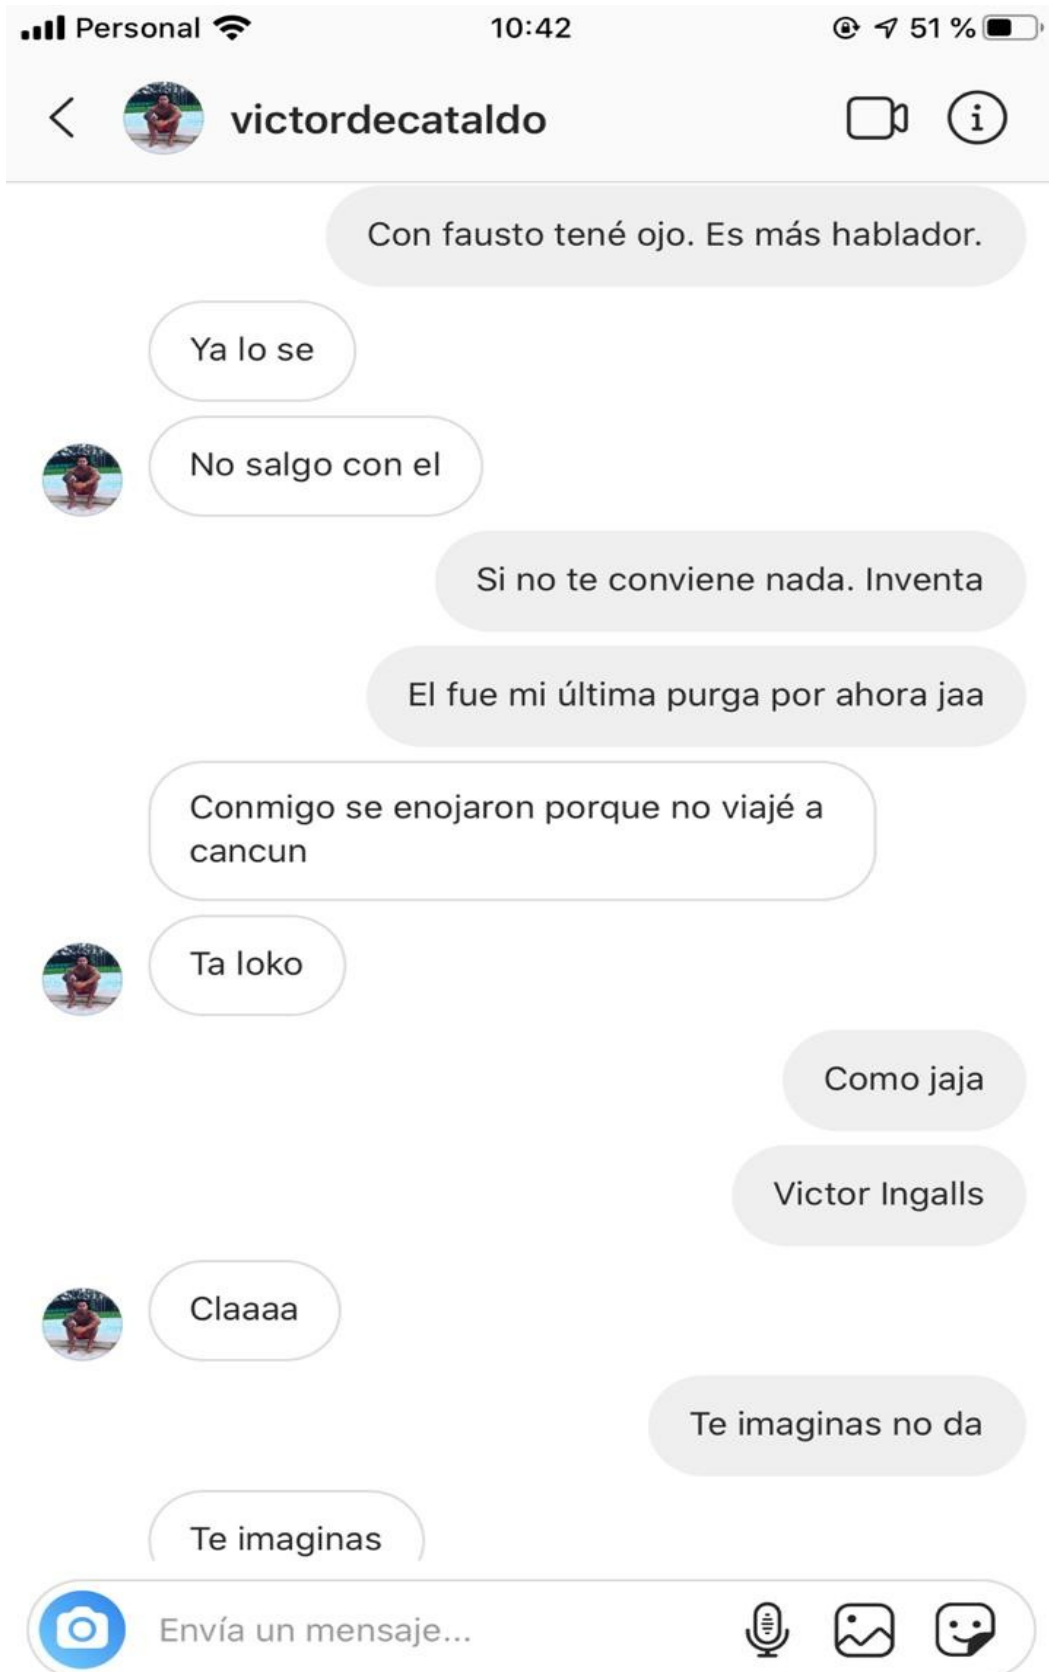 Personal 10:42 51 %
victordecataldo
Con fausto tené ojo. Es más hablador.
Ya lo se
No salgo con el
Si no te conviene nada. Inventa
El fue mi última purga por ahora jaa
Conmigo se enojaron porque no viajé a
cancun
Ta loko
Como jaja
Victor Ingalls
Claaaa
Te imaginas no da
Te imaginas
Envía un mensaje...